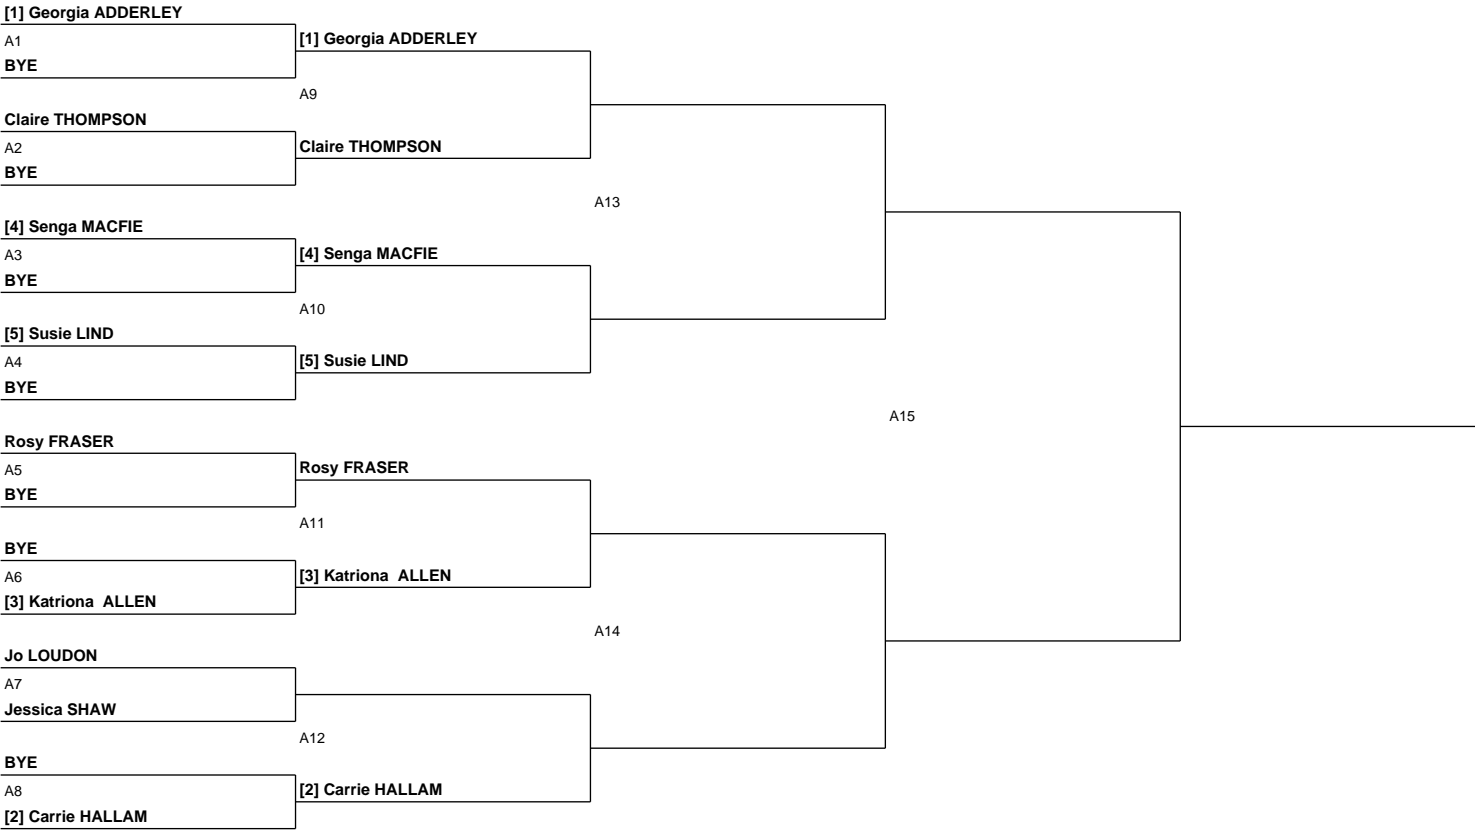 [1] Georgia ADDERLEY
A1
[1] Georgia ADDERLEY
BYE
A9
Claire THOMPSON
A2
Claire THOMPSON
BYE
A13
[4] Senga MACFIE
A3
[4] Senga MACFIE
BYE
A10
[5] Susie LIND
A4
[5] Susie LIND
BYE
A15
Rosy FRASER
A5
Rosy FRASER
BYE
A11
BYE
A6
[3] Katriona ALLEN
[3] Katriona ALLEN
A14
Jo LOUDON
A7
Jessica SHAW
A12
BYE
A8
[2] Carrie HALLAM
[2] Carrie HALLAM